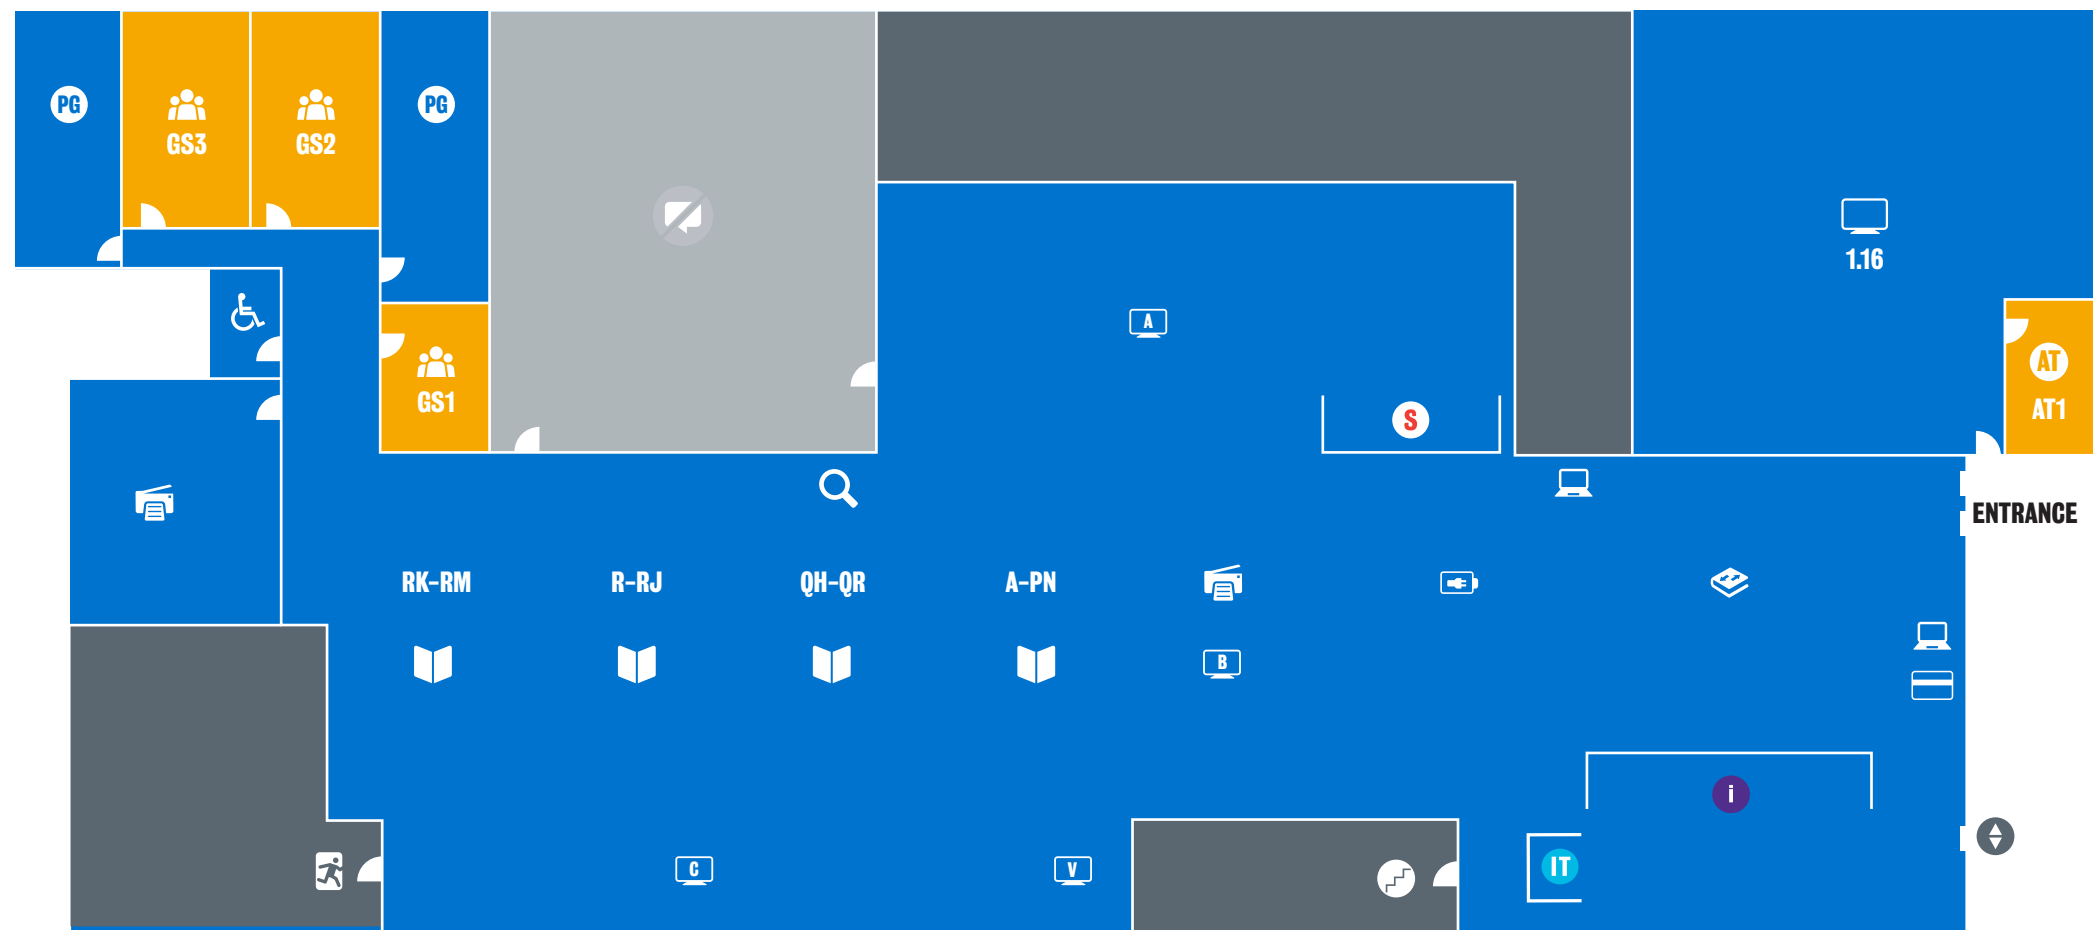 PG
GS3
GS2
PG
1.16
A
AT
AT1
GS1
S
ENTRANCE
RK-RM
R-RJ
QH-QR
A-PN
B
i
C
V
IT